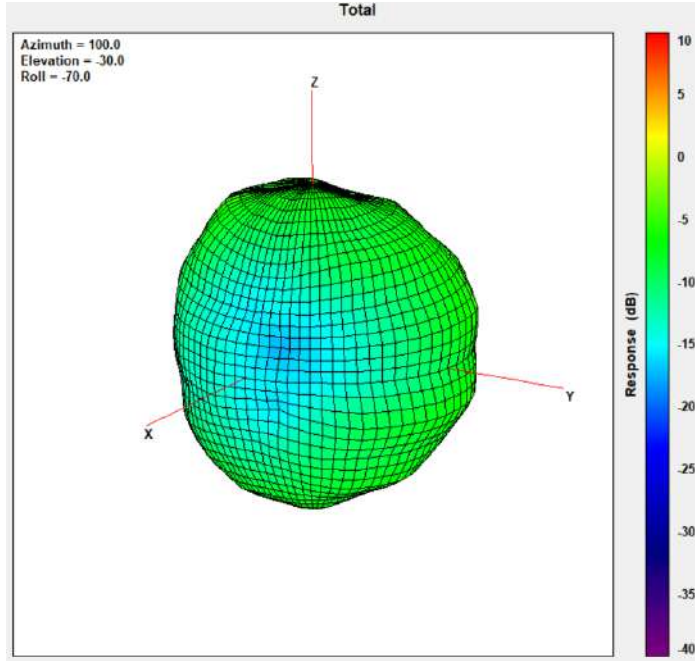 Total
Azimuth = 100.0
Elevation = -30.0
Roll = -70.0
Z
Y
X
10
5
0
-5
-10
-15
-20
-25
-30
-35
-40
Response (dB)